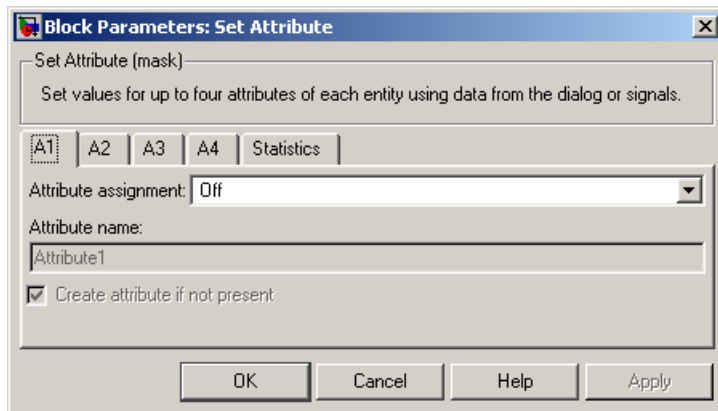 Block Parameters: Set Attribute
Set Attribute (mask)
Set values for up to four attributes of each entity using data from the dialog or signals.
A1 A2 A3 A4 Statistics
Attribute assignment: Off
Attribute name:
Attribute1
Create attribute if not present
OK Cancel Help Apply